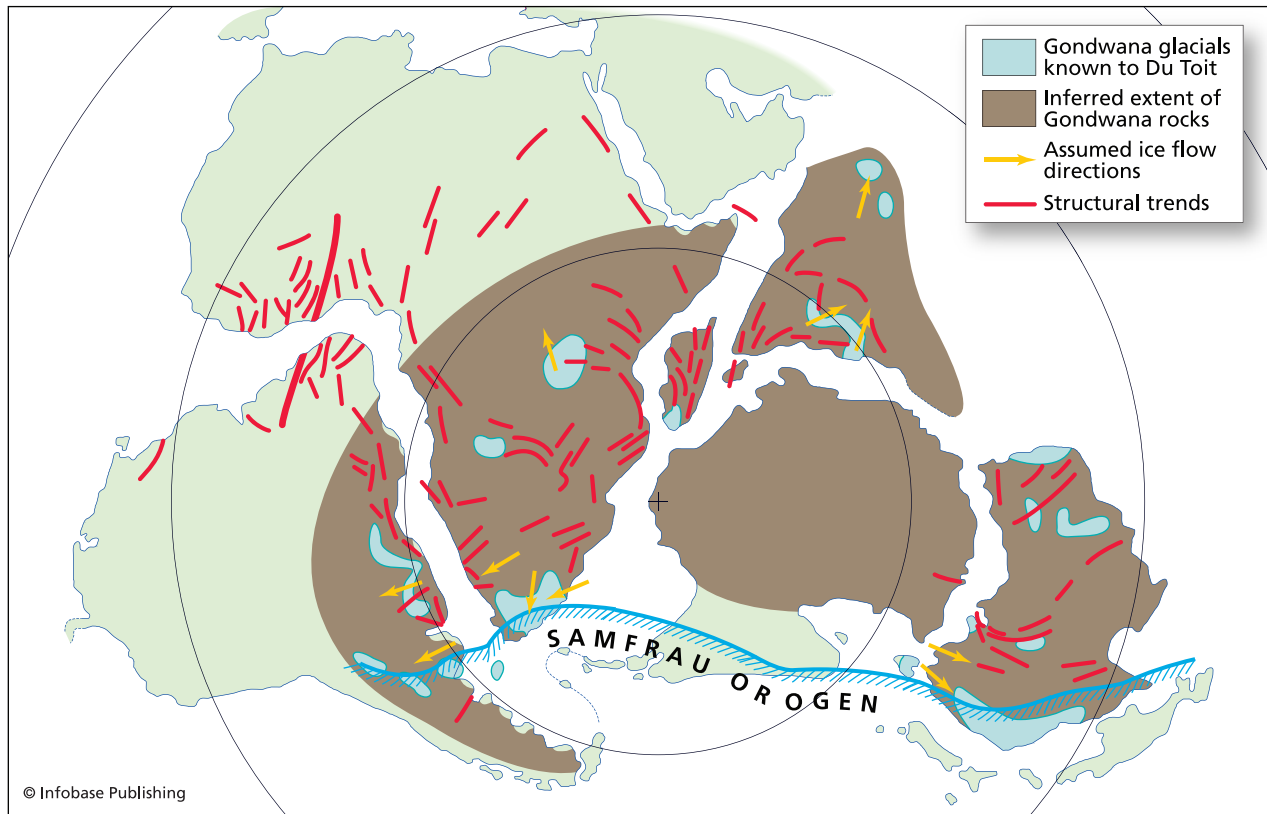 Gondwana glacials
known to Du Toit
Inferred extent of
Gondwana rocks
Assumed ice flow
directions
Structural trends
SAMFRAU OROGEN
© Infobase Publishing